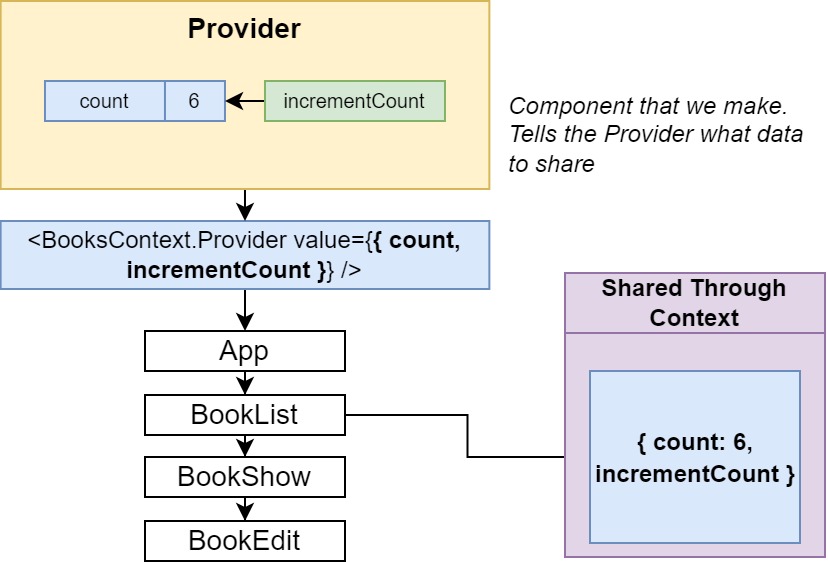 Provider
count
6
incrementCount
Component that we make.
Tells the Provider what data
to share
<BooksContext.Provider value={{ count,
incrementCount }} />
Shared Through
Context
App
BookList
{ count: 6,
incrementCount }
BookShow
BookEdit